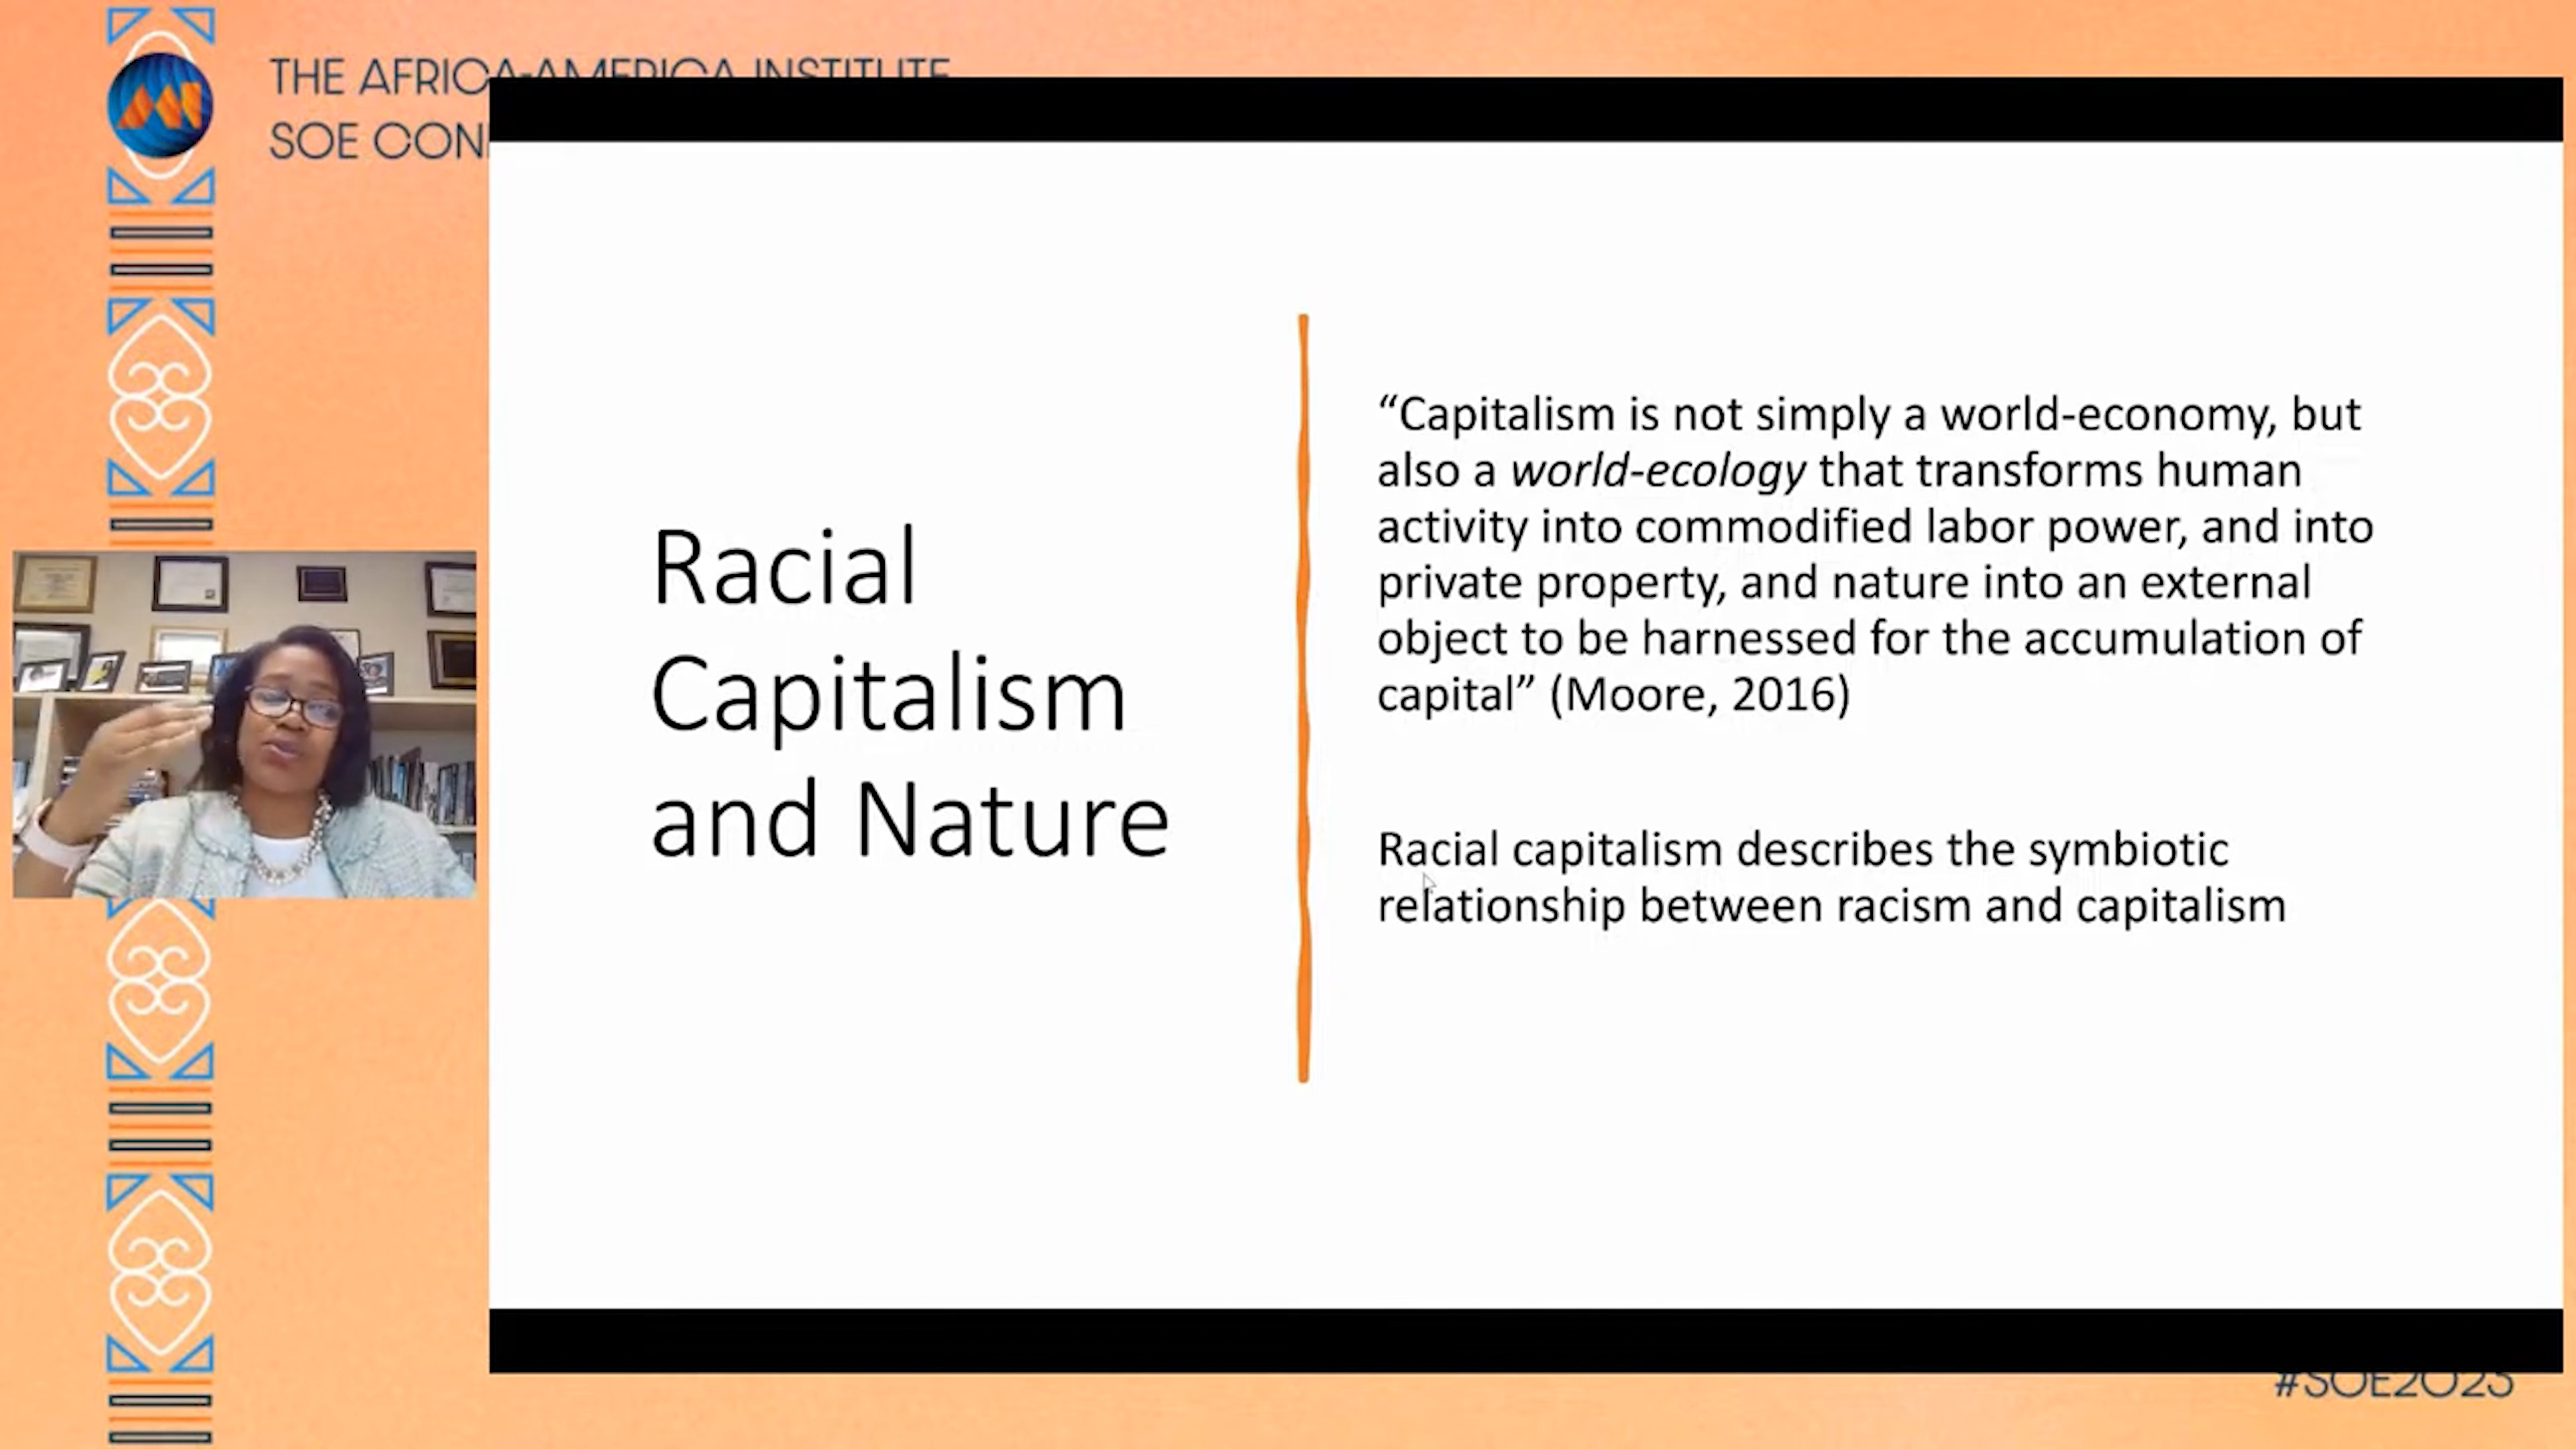 THE AFRICA-AMERICA INSTITUTE
SOE CON
Racial
Capitalism
and Nature
“Capitalism is not simply a world-economy, but
also a world-ecology that transforms human
activity into commodified labor power, and into
private property, and nature into an external
object to be harnessed for the accumulation of
capital” (Moore, 2016)
Racial capitalism describes the symbiotic
relationship between racism and capitalism
#SOE2023